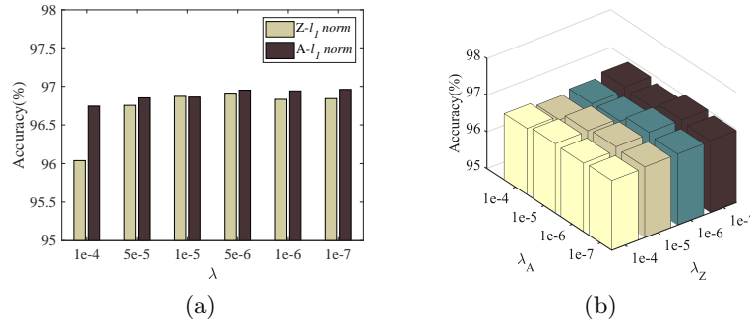 98
97.5
97
96.5
96
95.5
95
Accuracy(%)
Z-l1 norm
A-l1 norm
1e-4 5e-5 1e-5 5e-6 1e-6 1e-7
λ
(a)
98
97
96
95
Accuracy(%)
1e-4
1e-5
1e-6
1e-7
λA
1e-4
1e-5
1e-6
1e-7
λZ
(b)